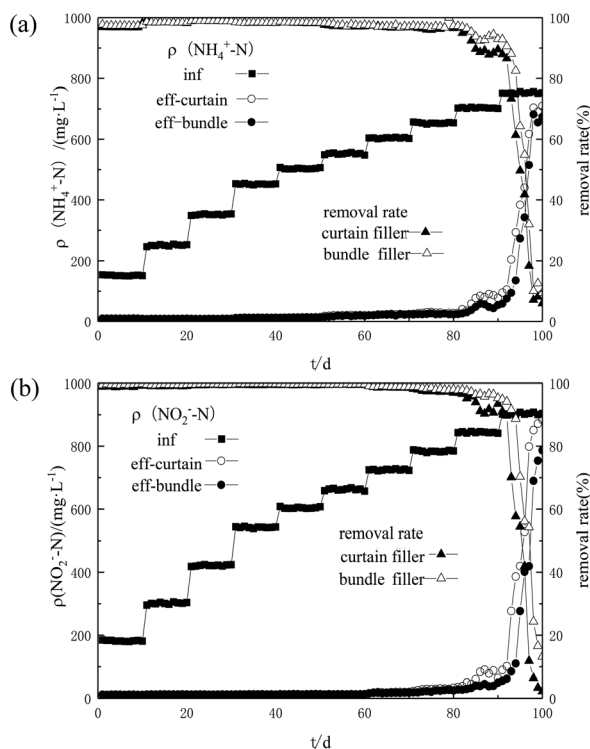 (a)
1000
800
600
400
200
0
ρ (NH₄⁺-N) /(mg·L⁻¹)
ρ (NH₄⁺-N)
inf
eff-curtain
eff-bundle
removal rate
curtain filler
bundle filler
100
80
60
40
20
0
removal rate(%)
0 20 40 60 80 100
t/d
(b)
1000
800
600
400
200
0
ρ(NO₂⁻-N)/(mg·L⁻¹)
ρ (NO₂⁻-N)
inf
eff-curtain
eff-bundle
removal rate
curtain filler
bundle filler
100
80
60
40
20
0
removal rate(%)
0 20 40 60 80 100
t/d